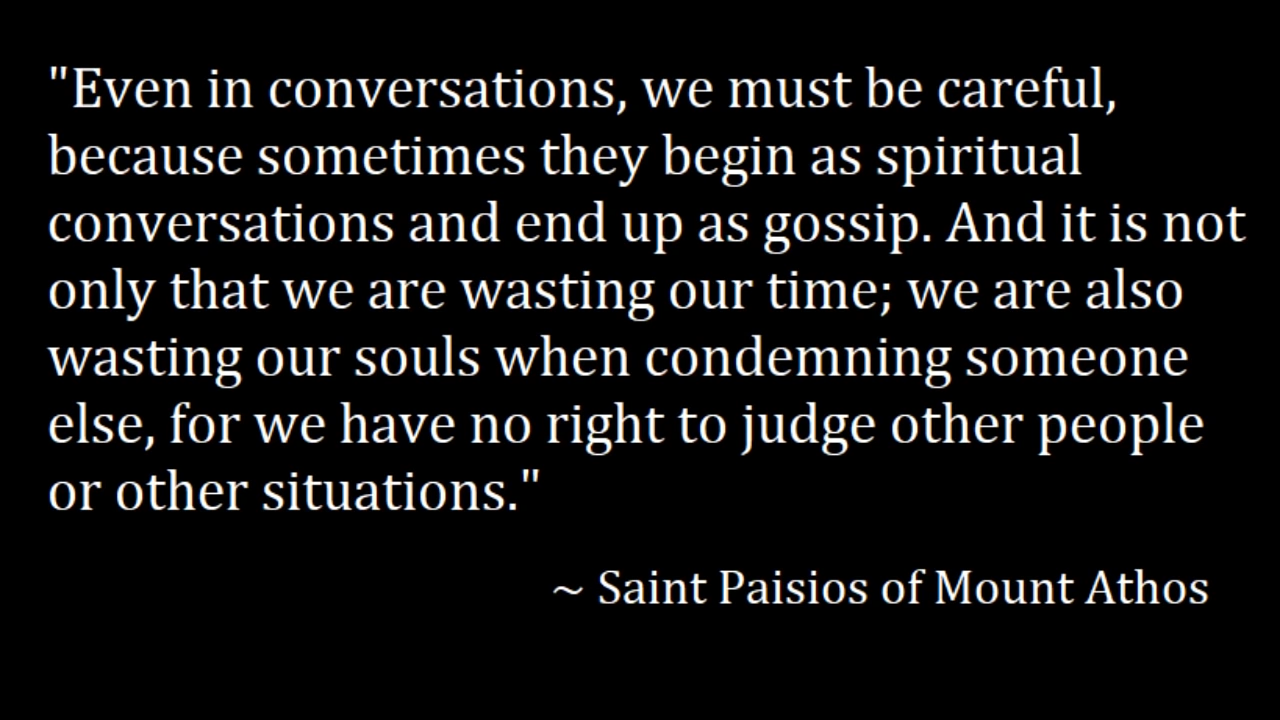 "Even in conversations, we must be careful,
because sometimes they begin as spiritual
conversations and end up as gossip. And it is not
only that we are wasting our time; we are also
wasting our souls when condemning someone
else, for we have no right to judge other people
or other situations."
~ Saint Paisios of Mount Athos